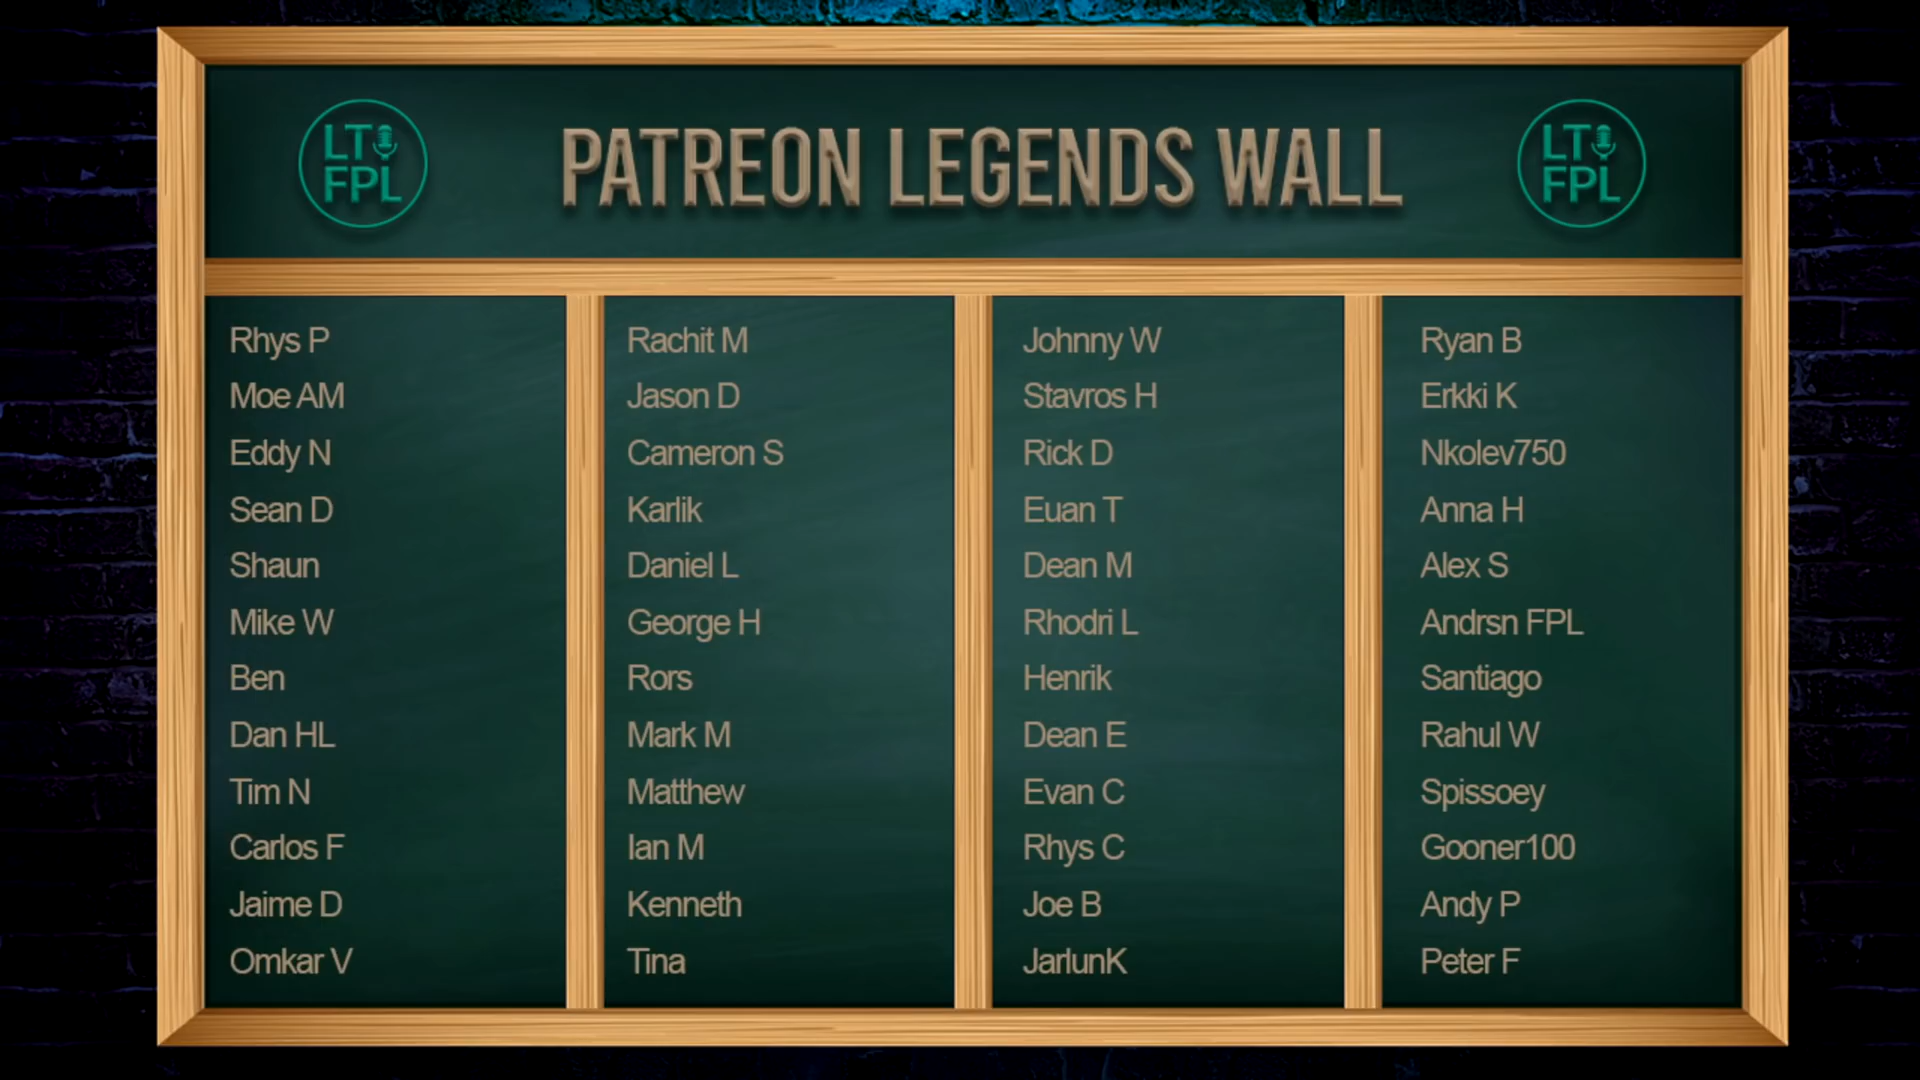 LT
FPL
PATREON LEGENDS WALL
LT
FPL
Rhys P
Moe AM
Eddy N
Sean D
Shaun
Mike W
Ben
Dan HL
Tim N
Carlos F
Jaime D
Omkar V
Rachit M
Jason D
Cameron S
Karlik
Daniel L
George H
Rors
Mark M
Matthew
Ian M
Kenneth
Tina
Johnny W
Stavros H
Rick D
Euan T
Dean M
Rhodri L
Henrik
Dean E
Evan C
Rhys C
Joe B
JarlunK
Ryan B
Erkki K
Nkolev750
Anna H
Alex S
Andrsn FPL
Santiago
Rahul W
Spissoey
Gooner100
Andy P
Peter F